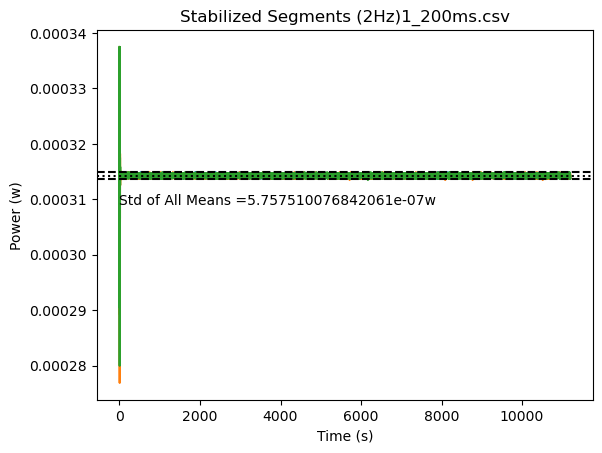 Stabilized Segments (2Hz)1_200ms.csv
0.00034
0.00033
0.00032
0.00031
0.00030
0.00029
0.00028
Power (w)
Std of All Means =5.757510076842061e-07w
0 2000 4000 6000 8000 10000
Time (s)